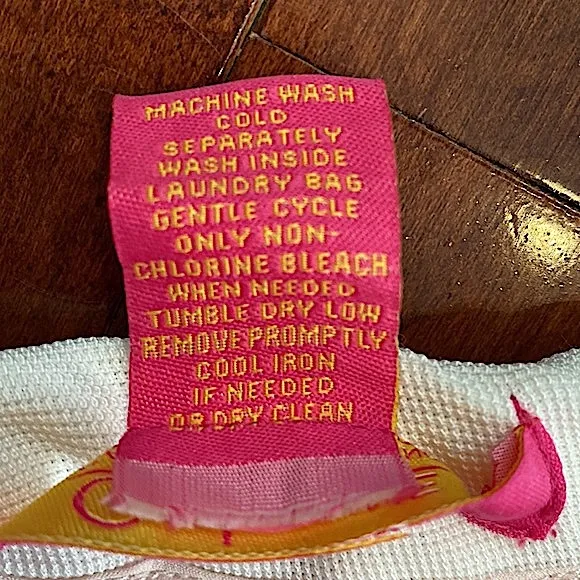 MACHINE WASH
COLD
SEPARATELY
WASH INSIDE
LAUNDRY BAG
GENTLE CYCLE
ONLY NON-
CHLORINE BLEACH
WHEN NEEDED
TUMBLE DRY LOW
REMOVE PROMPTLY
COOL IRON
IF NEEDED
OR DRY CLEAN